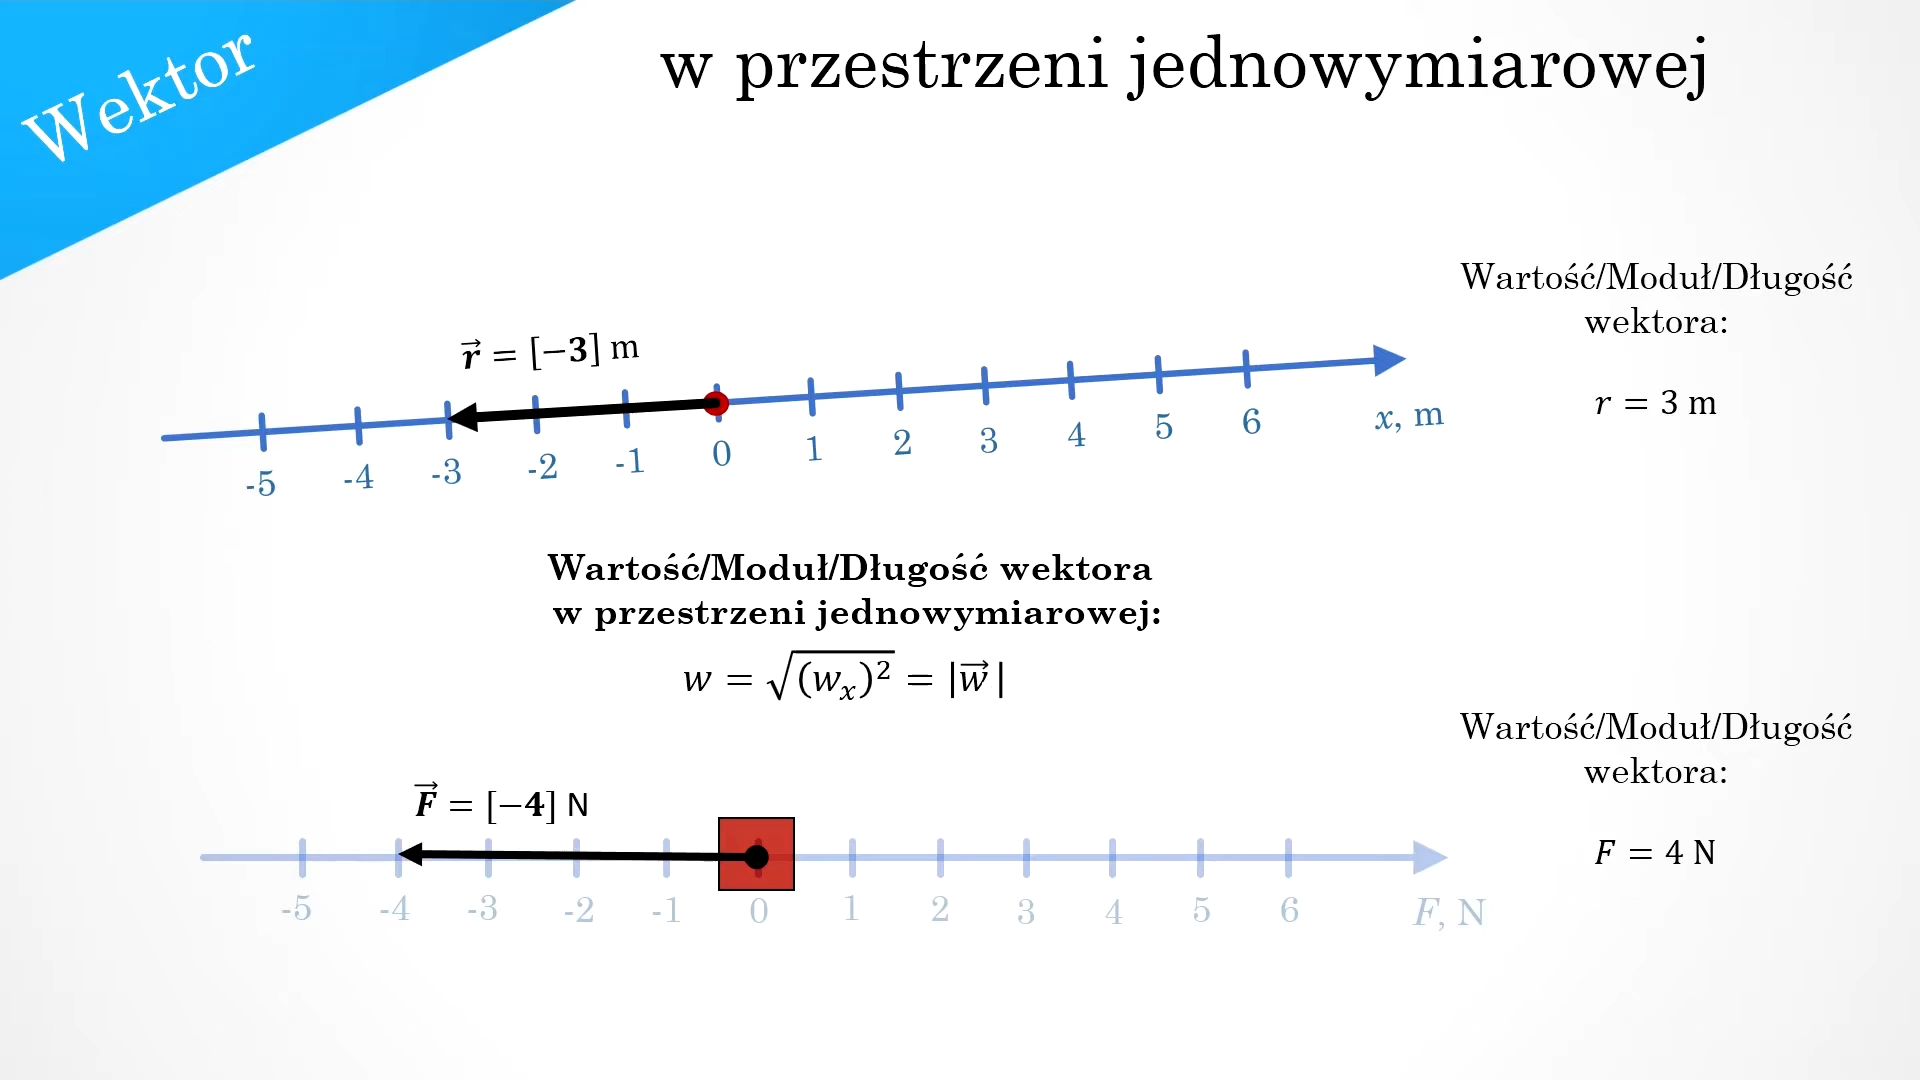 Wektor
w przestrzeni jednowymiarowej
Wartość/Moduł/Długość
wektora:
r⃗ = [−3] m
r = 3 m
-5 -4 -3 -2 -1 0 1 2 3 4 5 6 x, m
Wartość/Moduł/Długość wektora
w przestrzeni jednowymiarowej:
w = √(wₓ)² = |w⃗|
Wartość/Moduł/Długość
wektora:
F⃗ = [−4] N
F = 4 N
-5 -4 -3 -2 -1 0 1 2 3 4 5 6 F, N